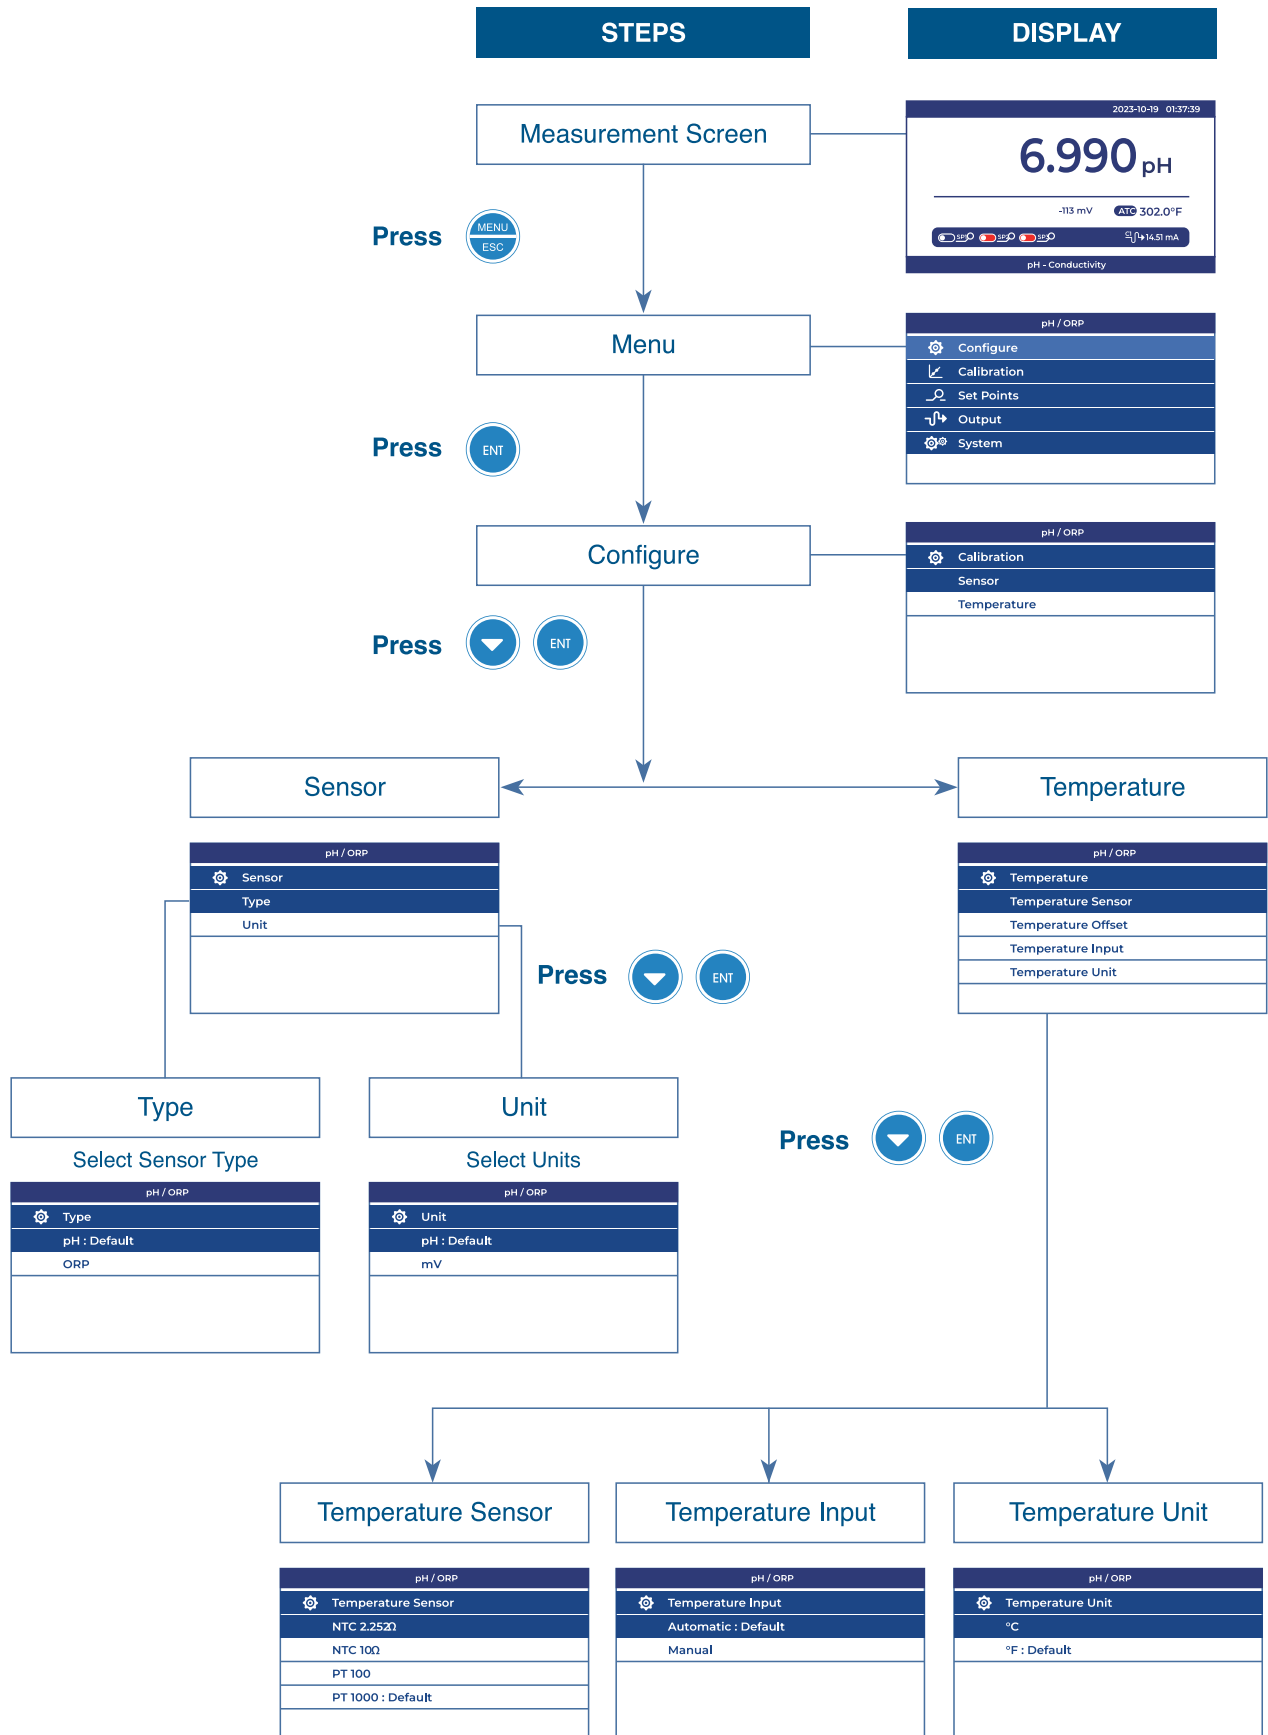 STEPS
DISPLAY
Measurement Screen
2023-10-19 01:37:39
6.990 pH
-113 mV ATC 302.0°F
SP1 SP2 SP3 14.51 mA
pH - Conductivity
Press MENU ESC
Menu
pH / ORP
Configure
Calibration
Set Points
Output
System
Press ENT
Configure
pH / ORP
Calibration
Sensor
Temperature
Press ENT
Sensor
pH / ORP
Sensor
Type
Unit
Temperature
pH / ORP
Temperature
Temperature Sensor
Temperature Offset
Temperature Input
Temperature Unit
Press ENT
Type
Select Sensor Type
pH / ORP
Type
pH : Default
ORP
Unit
Select Units
pH / ORP
Unit
pH : Default
mV
Press ENT
Temperature Sensor
pH / ORP
Temperature Sensor
NTC 2.252Ω
NTC 10Ω
PT 100
PT 1000 : Default
Temperature Input
pH / ORP
Temperature Input
Automatic : Default
Manual
Temperature Unit
pH / ORP
Temperature Unit
°C
°F : Default